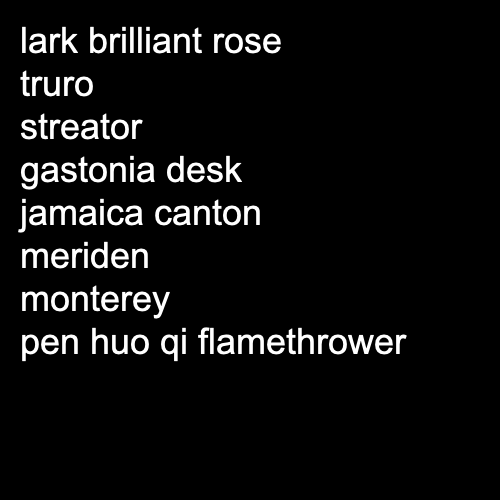 lark brilliant rose
truro
streator
gastonia desk
jamaica canton
meriden
monterey
pen huo qi flamethrower